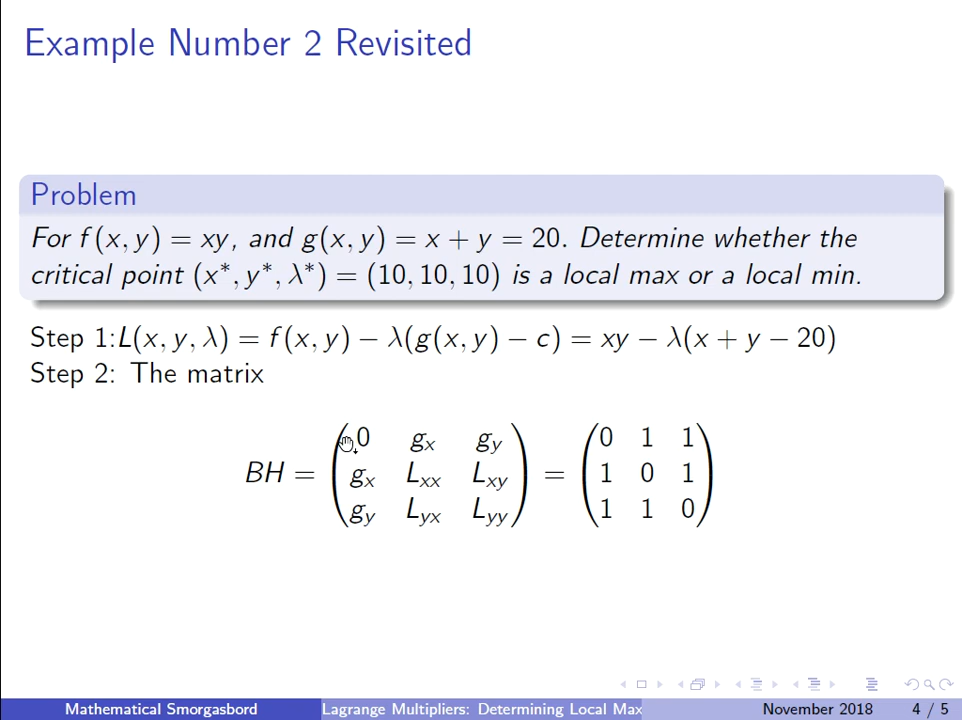 Example Number 2 Revisited
Problem
For f(x, y) = xy, and g(x, y) = x + y = 20. Determine whether the
critical point (x*, y*, λ*) = (10, 10, 10) is a local max or a local min.
Step 1:L(x, y, λ) = f(x, y) − λ(g(x, y) − c) = xy − λ(x + y − 20)
Step 2: The matrix
0 g_x g_y 0 1 1
BH = g_x L_xx L_xy = 1 0 1
g_y L_yx L_yy 1 1 0
Mathematical Smorgasbord Lagrange Multipliers: Determining Local Max November 2018 4 / 5